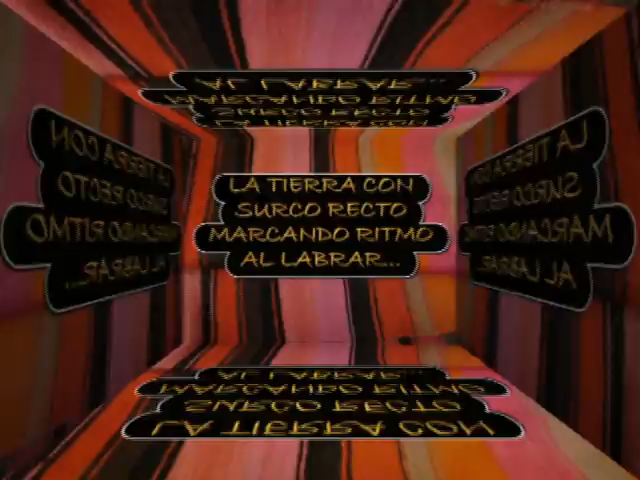 LA TIERRA CON
SURCO RECTO
MARCANDO RITMO
AL LABRAR...